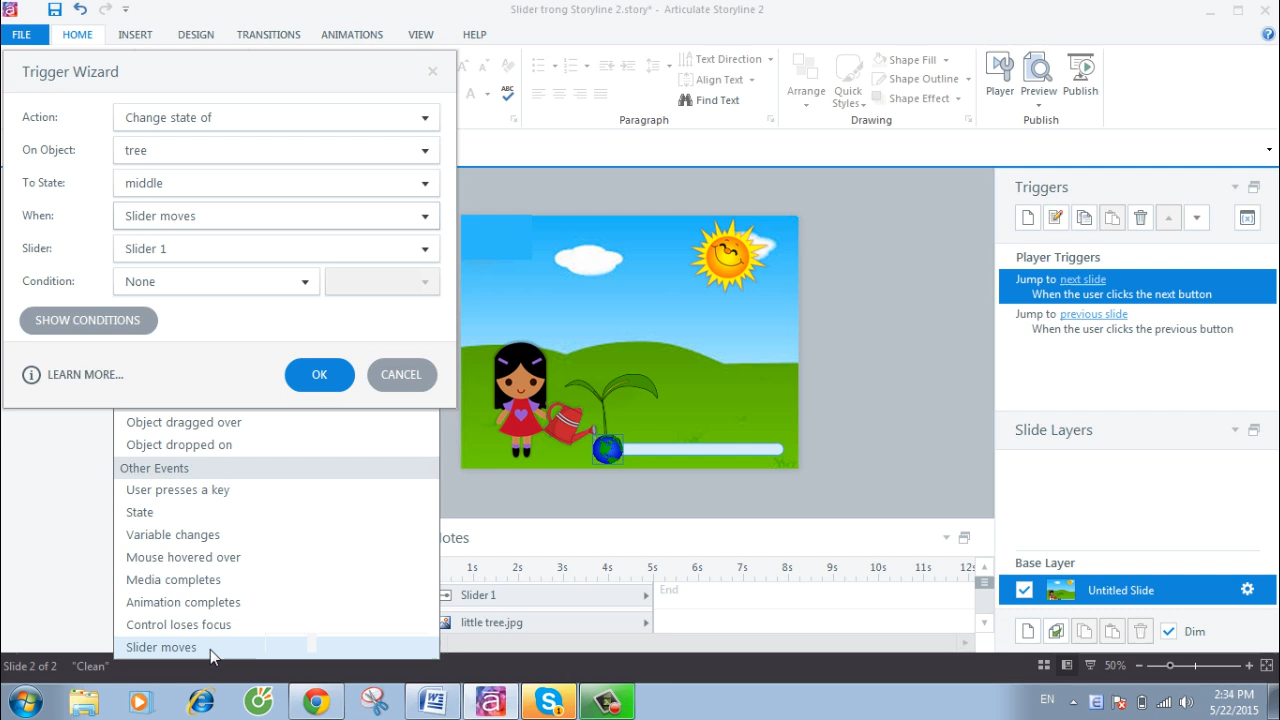 Slider trong Storyline 2.story* - Articulate Storyline 2
FILE HOME INSERT DESIGN TRANSITIONS ANIMATIONS VIEW HELP
Trigger Wizard
Action: Change state of
On Object: tree
To State: middle
When: Slider moves
Slider: Slider 1
Condition: None
SHOW CONDITIONS
LEARN MORE...
OK
CANCEL
Object dragged over
Object dropped on
Other Events
User presses a key
State
Variable changes
Mouse hovered over
Media completes
Animation completes
Control loses focus
Slider moves
A
ABC
Text Direction
Align Text
Find Text
Paragraph
Arrange
Quick
Styles
Shape Fill
Shape Outline
Shape Effect
Drawing
Player
Preview
Publish
Publish
Triggers
Player Triggers
Jump to next slide
When the user clicks the next button
Jump to previous slide
When the user clicks the previous button
Slide Layers
Base Layer
Untitled Slide
Dim
otes
1s 2s 3s 4s 5s 6s 7s 8s 9s 10s 11s 12s
Slider 1
End
little tree.jpg
Slide 2 of 2 "Clean"
50%
EN
2:34 PM
5/22/2015